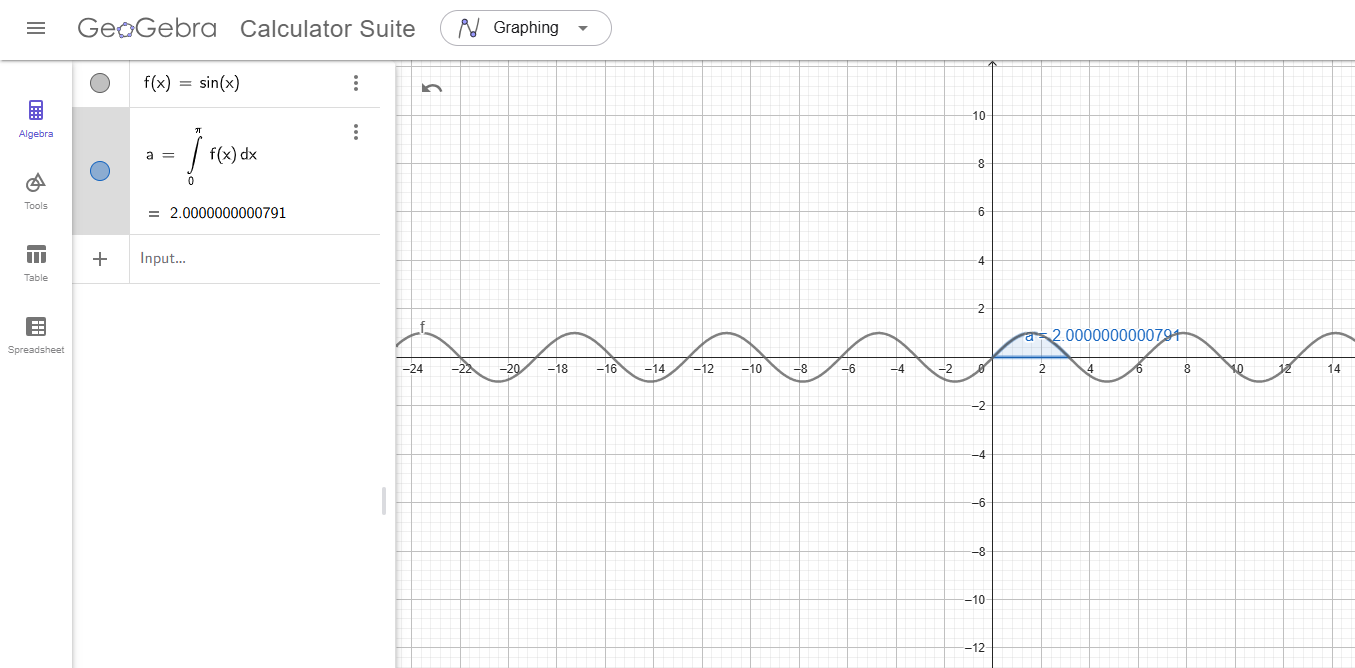 GeoGebra Calculator Suite Graphing
Algebra
Tools
Table
Spreadsheet
f(x) = sin(x)
a = ∫₀^π f(x) dx
= 2.0000000000791
+ Input...
f
a = 2.0000000000791
10
8
6
4
2
−24 −22 −20 −18 −16 −14 −12 −10 −8 −6 −4 −2 0 2 4 6 8 10 12 14
−2
−4
−6
−8
−10
−12